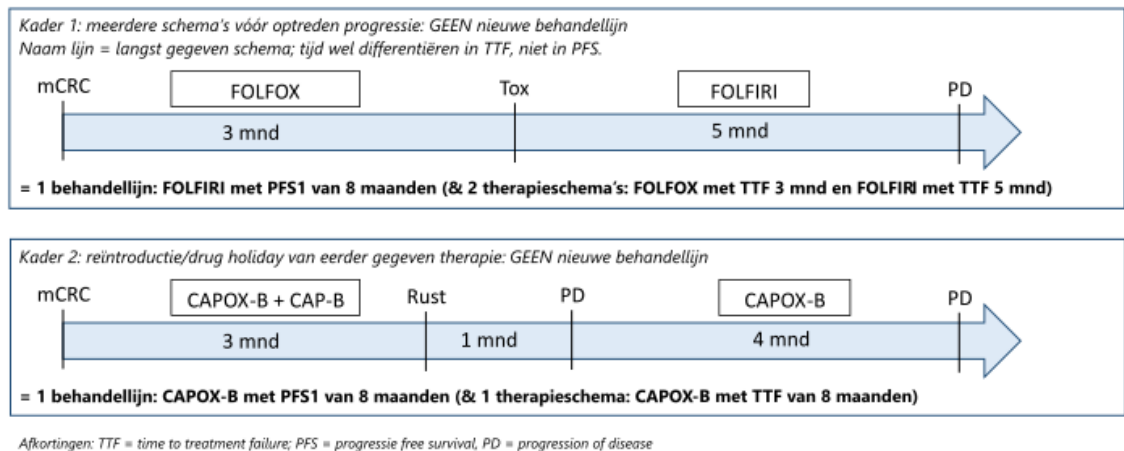 Kader 1: meerdere schema's vóór optreden progressie: GEEN nieuwe behandellijn
Naam lijn = langst gegeven schema; tijd wel differentiëren in TTF, niet in PFS.
mCRC FOLFOX Tox FOLFIRI PD
3 mnd 5 mnd
= 1 behandellijn: FOLFIRI met PFS1 van 8 maanden (& 2 therapieschema's: FOLFOX met TTF 3 mnd en FOLFIRI met TTF 5 mnd)
Kader 2: reïntroductie/drug holiday van eerder gegeven therapie: GEEN nieuwe behandellijn
mCRC CAPOX-B + CAP-B Rust PD CAPOX-B PD
3 mnd 1 mnd 4 mnd
= 1 behandellijn: CAPOX-B met PFS1 van 8 maanden (& 1 therapieschema: CAPOX-B met TTF van 8 maanden)
Afkortingen: TTF = time to treatment failure; PFS = progressie free survival, PD = progression of disease